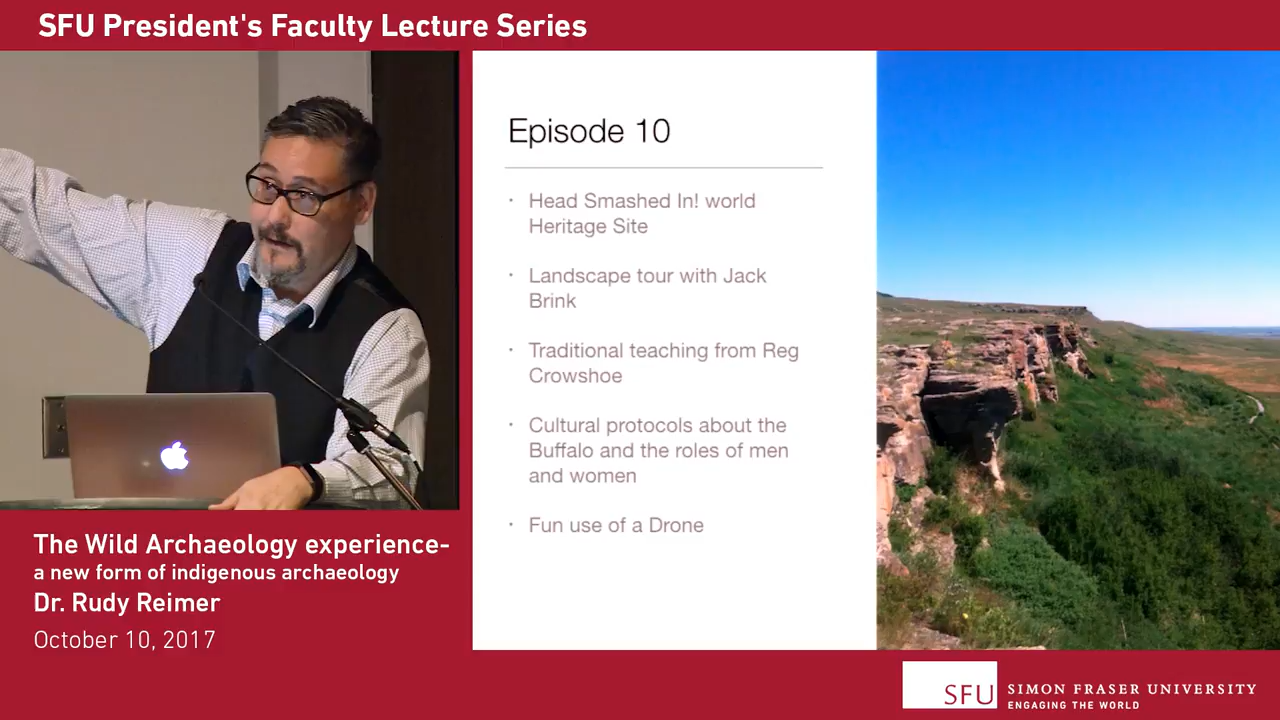 SFU President's Faculty Lecture Series
Episode 10
· Head Smashed In! world
Heritage Site
· Landscape tour with Jack
Brink
· Traditional teaching from Reg
Crowshoe
· Cultural protocols about the
Buffalo and the roles of men
and women
· Fun use of a Drone
The Wild Archaeology experience-
a new form of indigenous archaeology
Dr. Rudy Reimer
October 10, 2017
SFU
SIMON FRASER UNIVERSITY
ENGAGING THE WORLD